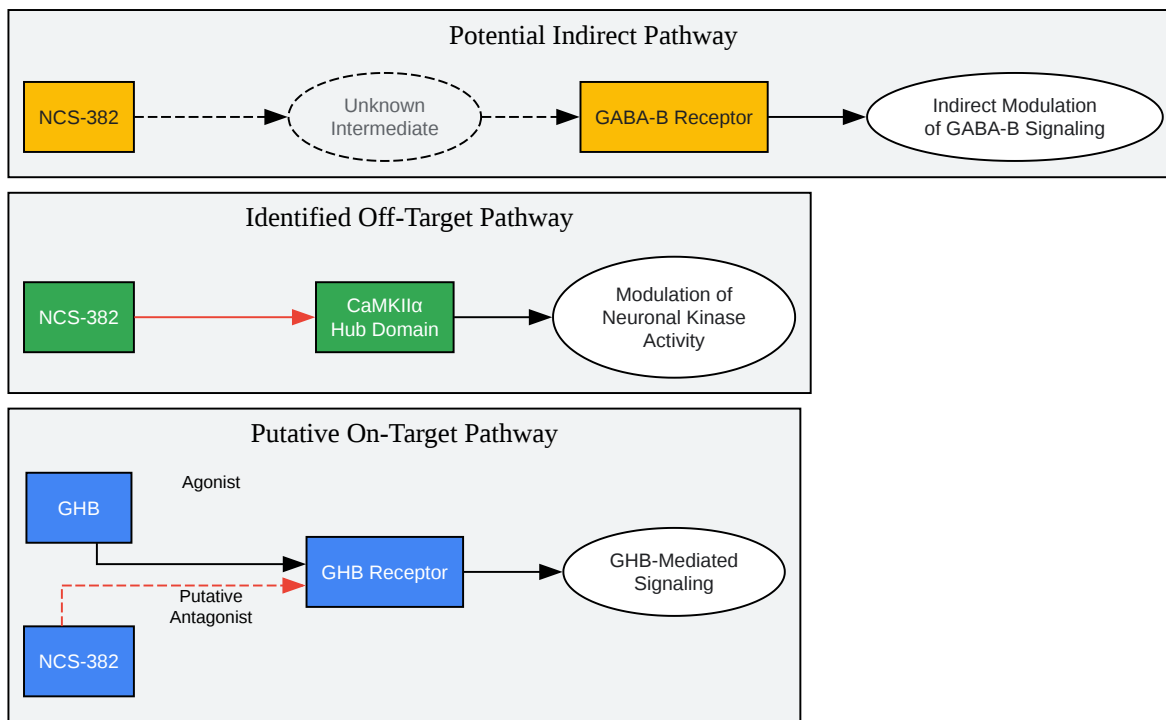 Potential Indirect Pathway
NCS-382
Unknown
Intermediate
GABA-B Receptor
Indirect Modulation
of GABA-B Signaling
Identified Off-Target Pathway
NCS-382
CaMKIIα
Hub Domain
Modulation of
Neuronal Kinase
Activity
Putative On-Target Pathway
GHB
Agonist
GHB Receptor
GHB-Mediated
Signaling
Putative
Antagonist
NCS-382